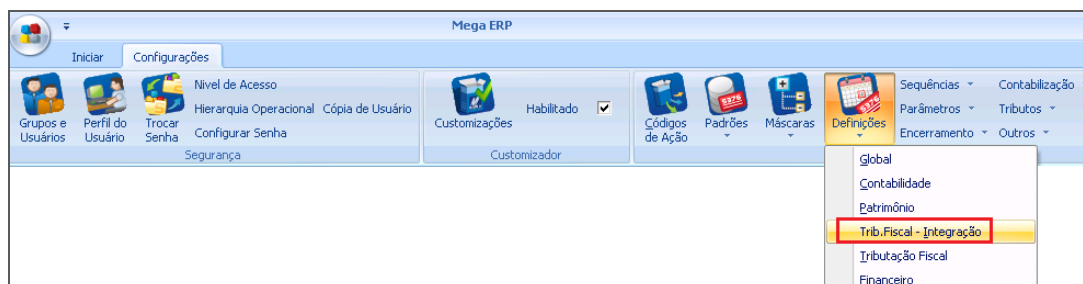 Mega ERP
Iniciar Configurações
Grupos e Usuários
Perfil do Usuário
Trocar Senha
Nivel de Acesso
Hierarquia Operacional Cópia de Usuário
Configurar Senha
Segurança
Customizações
Habilitado
Customizador
Códigos de Ação
Padrões
Máscaras
Definições
Sequências
Contabilização
Parâmetros
Tributos
Encerramento
Outros
Global
Contabilidade
Patrimônio
Trib.Fiscal - Integração
Tributação Fiscal
Financeiro